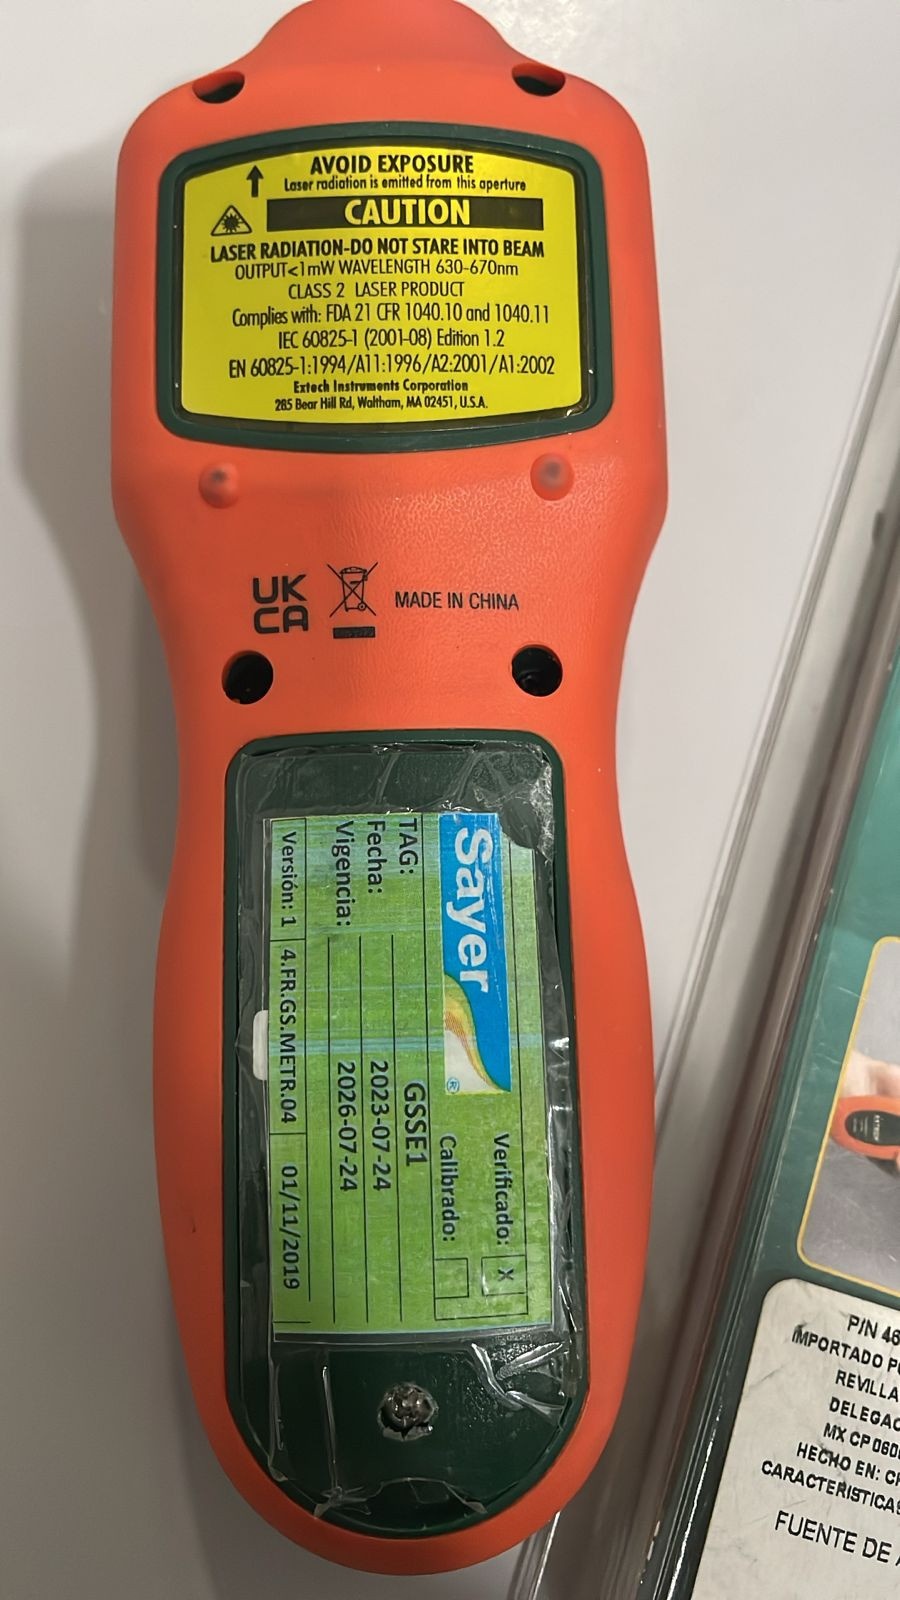 AVOID EXPOSURE
Laser radiation is emitted from this aperture
CAUTION
LASER RADIATION-DO NOT STARE INTO BEAM
OUTPUT<1mW WAVELENGTH 630-670nm
CLASS 2 LASER PRODUCT
Complies with: FDA 21 CFR 1040.10 and 1040.11
IEC 60825-1 (2001-08) Edition 1.2
EN 60825-1:1994/A11:1996/A2:2001/A1:2002
Extech Instruments Corporation
285 Bear Hill Rd, Waltham, MA 02451, U.S.A.
UK
CA
MADE IN CHINA
Sayer ®
Verificado: X
Calibrado:
TAG: GSSE1
Fecha: 2023-07-24
Vigencia: 2026-07-24
Versión: 1 4.FR.GS.METR.04 01/11/2019
P/N 46
IMPORTADO
REVILLA
MX CP
HECHO EN:
FUENTE DE